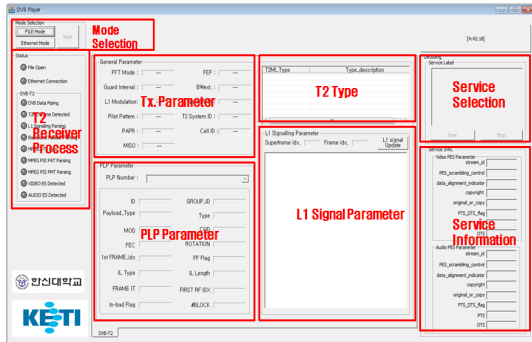 DVB Player
Mode Selection
FILE Mode
Ethernet Mode
Start
Mode
Selection
[4:42:18]
Status
File Open
Ethernet Connection
DVB-T2
DVB Data Piping
T2
L1 Signaling Parsing
Receiver
Process
MPEG PSI PAT Parsing
MPEG PSI PMT Parsing
VIDEO ES Detected
AUDIO ES Detected
General Parameter
FFT Mode :
--
FEF :
--
Guard Interval :
--
BWext. :
--
L1 Modulation:
Tx. Parameter
--
Pilot Pattern :
--
T2 System ID :
--
PAPR :
--
Cell ID :
--
MISO :
--
PLP Parameter
PLP Number :
ID
GROUP_ID
Payload_Type
Type
MOD
PLP Parameter
FEC
ROTATION
1st FRAME_idx
FF Flag
IL Type
IL Length
FRAME IT
FIRST RF IDX
In-bad Flag
#BLOCK
T2MI_Type
Type_description
T2 Type
L1 Signalling Parameter
Superframe idx,
Frame idx,
L1 signal
Update
L1 Signal Parameter
Decoding
Service Label
Service
Selection
Start
Stop
Service Info.
Video PES Parameter
stream_id
PES_scrambling_control
data_alignment_indicator
copyright
original_or_copy
PTS_DTS_flag
Service
Information
DTS
Audio PES Parameter
stream_id
PES_scrambling_control
data_alignment_indicator
copyright
original_or_copy
PTS_DTS_flag
PTS
DTS
한신대학교
KETI
DVB-T2